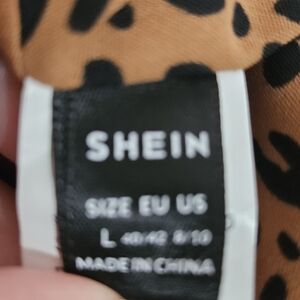 SHEIN
SIZE EU US
L 40/42 8/10
MADE IN CHINA